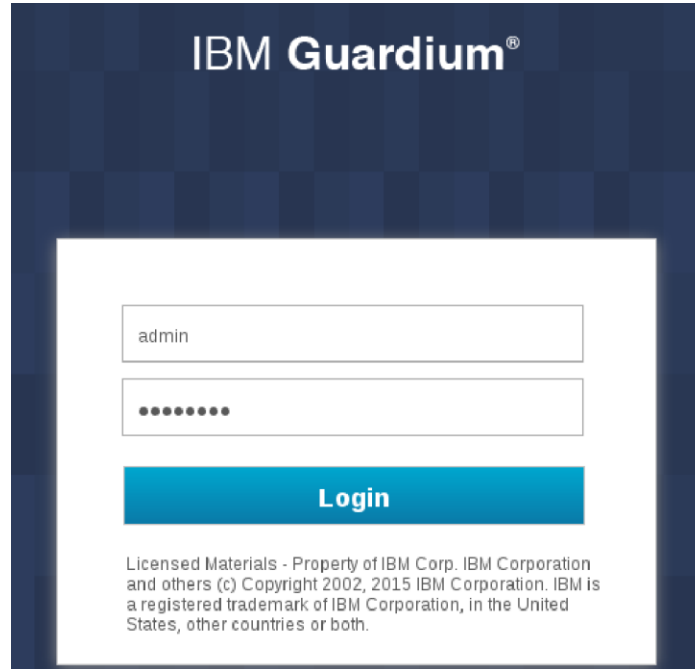 IBM Guardium®
admin
Login
Licensed Materials - Property of IBM Corp. IBM Corporation
and others (c) Copyright 2002, 2015 IBM Corporation. IBM is
a registered trademark of IBM Corporation, in the United
States, other countries or both.